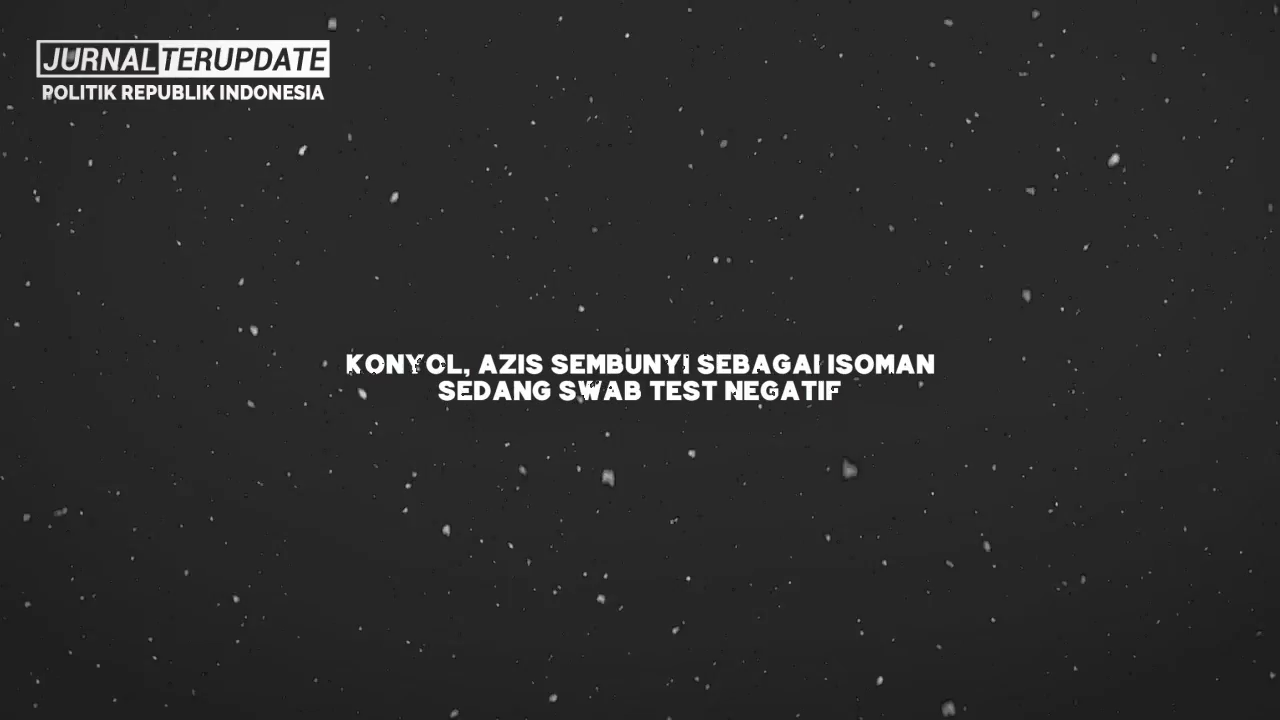 JURNALTERUPDATE
POLITIK REPUBLIK INDONESIA
KONYOL, AZIS SEMBUNYI SEBAGAI ISOMAN
SEDANG SWAB TEST NEGATIF